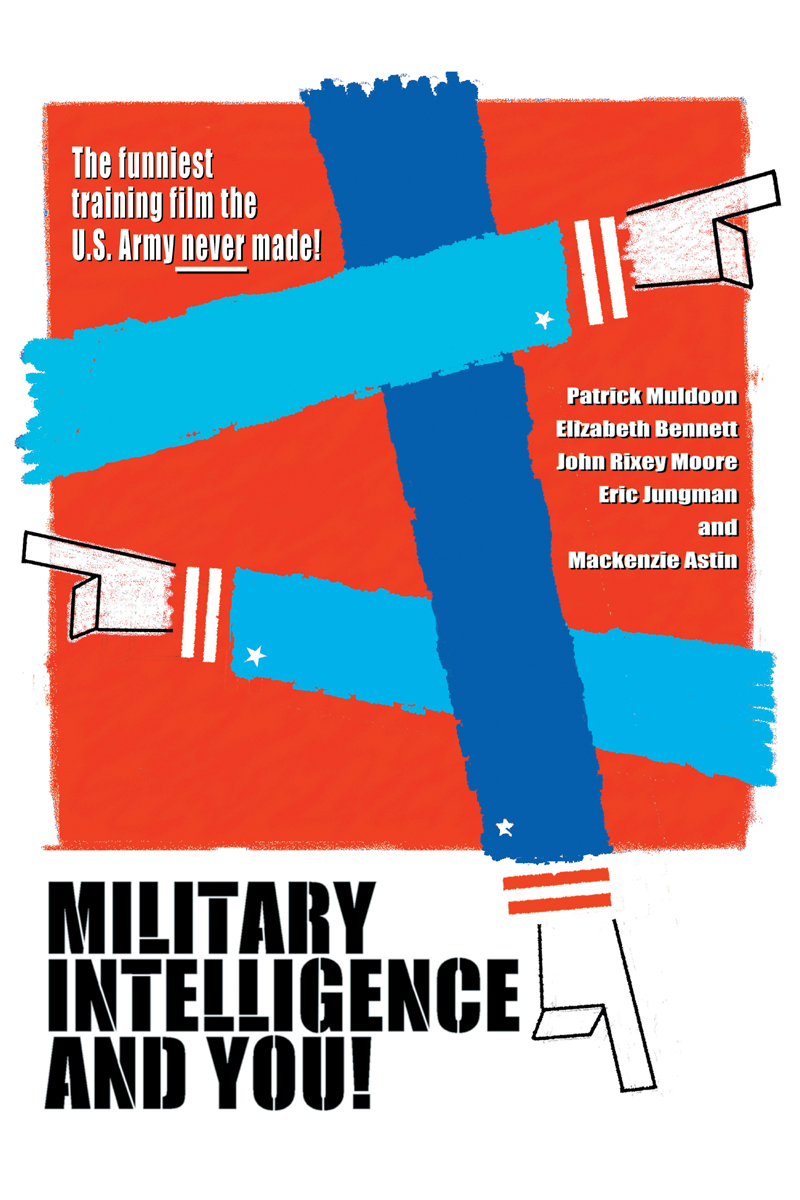 The funniest
training film the
U.S. Army never made!
Patrick Muldoon
Elizabeth Bennett
John Rixey Moore
Eric Jungman
and
Mackenzie Astin
MILITARY
INTELLIGENCE
AND YOU!